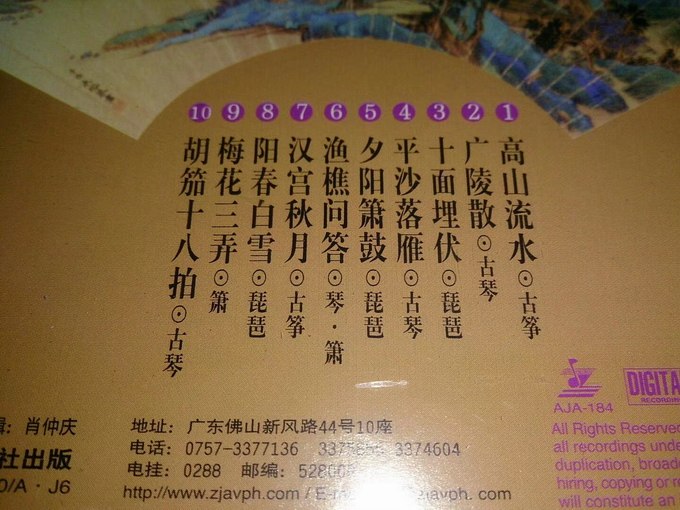 1 高山流水⊙古筝
2 广陵散⊙古琴
3 十面埋伏⊙琵琶
4 平沙落雁⊙古琴
5 夕阳箫鼓⊙琵琶
6 渔樵问答⊙琴·箫
7 汉宫秋月⊙古筝
8 阳春白雪⊙琵琶
9 梅花三弄⊙箫
10 胡笳十八拍⊙古琴
肖仲庆
社出版
0/A·J6
地址：广东佛山新风路44号10座
电话：0757-3377136 3374604
电挂：0288 邮编：
http://www.zjavph.com / E-m
DIGITA
RECORDING
AJA-184
All Rights Reserved
all recordings unde
duplication, broad
hiring, copying or re
will constitute an